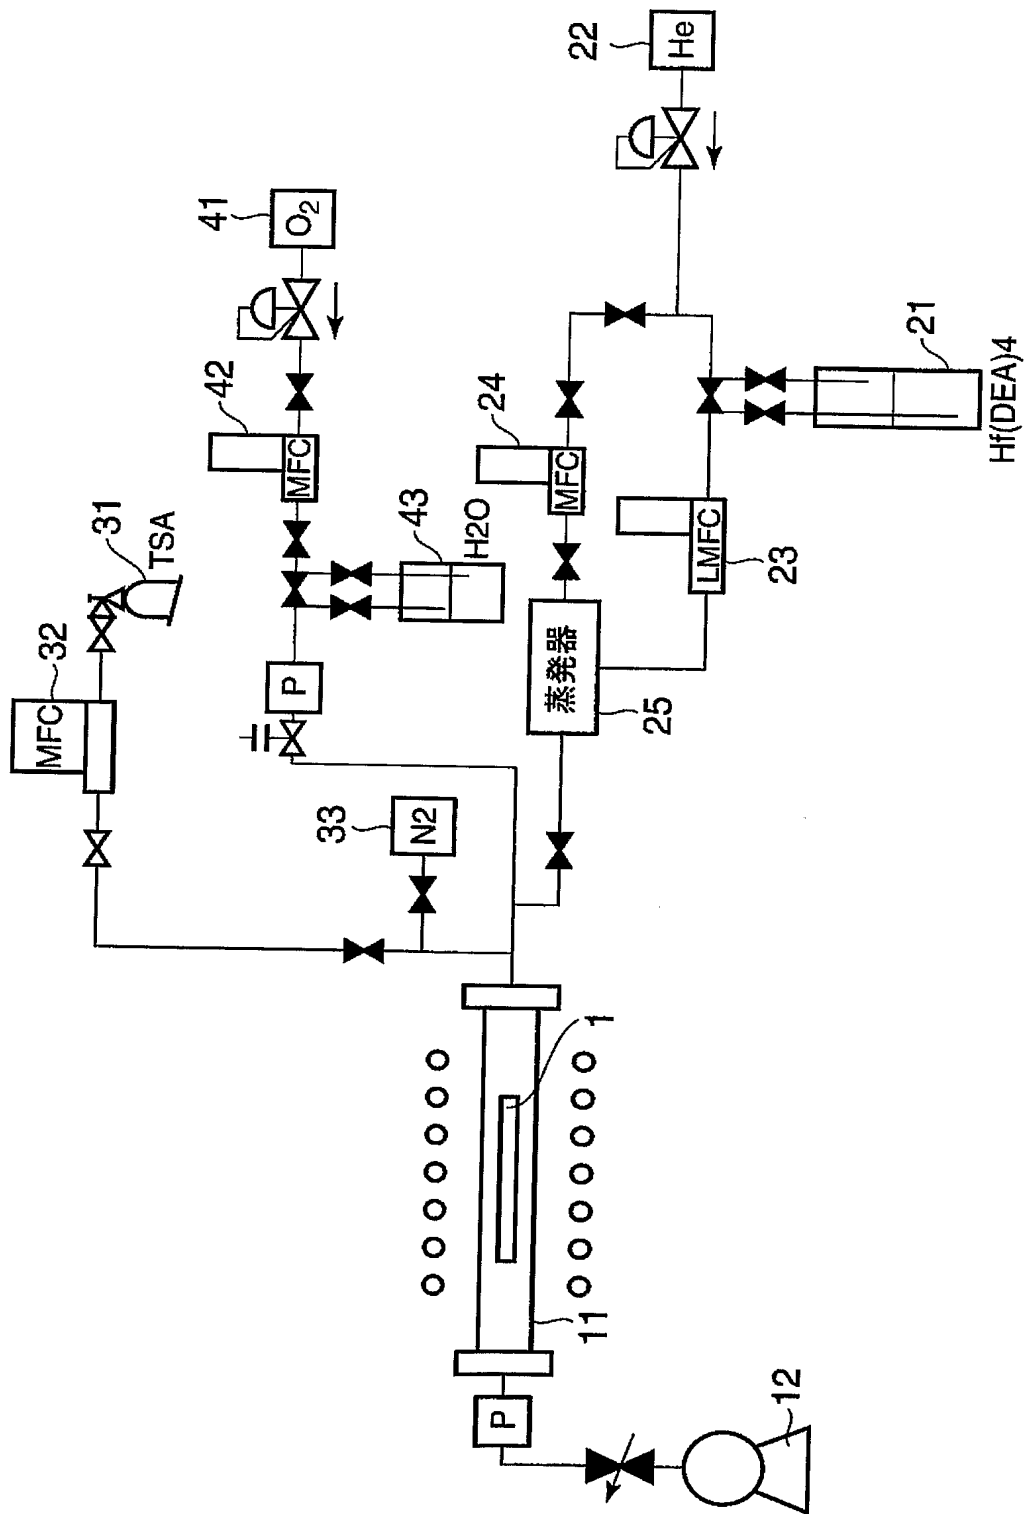 22
He
41
O2
42
MFC
31
TSA
32
MFC
43
H2O
P
33
N2
24
MFC
21
Hf(DEA)4
LMFC
23
蒸発器
25
1
11
P
12